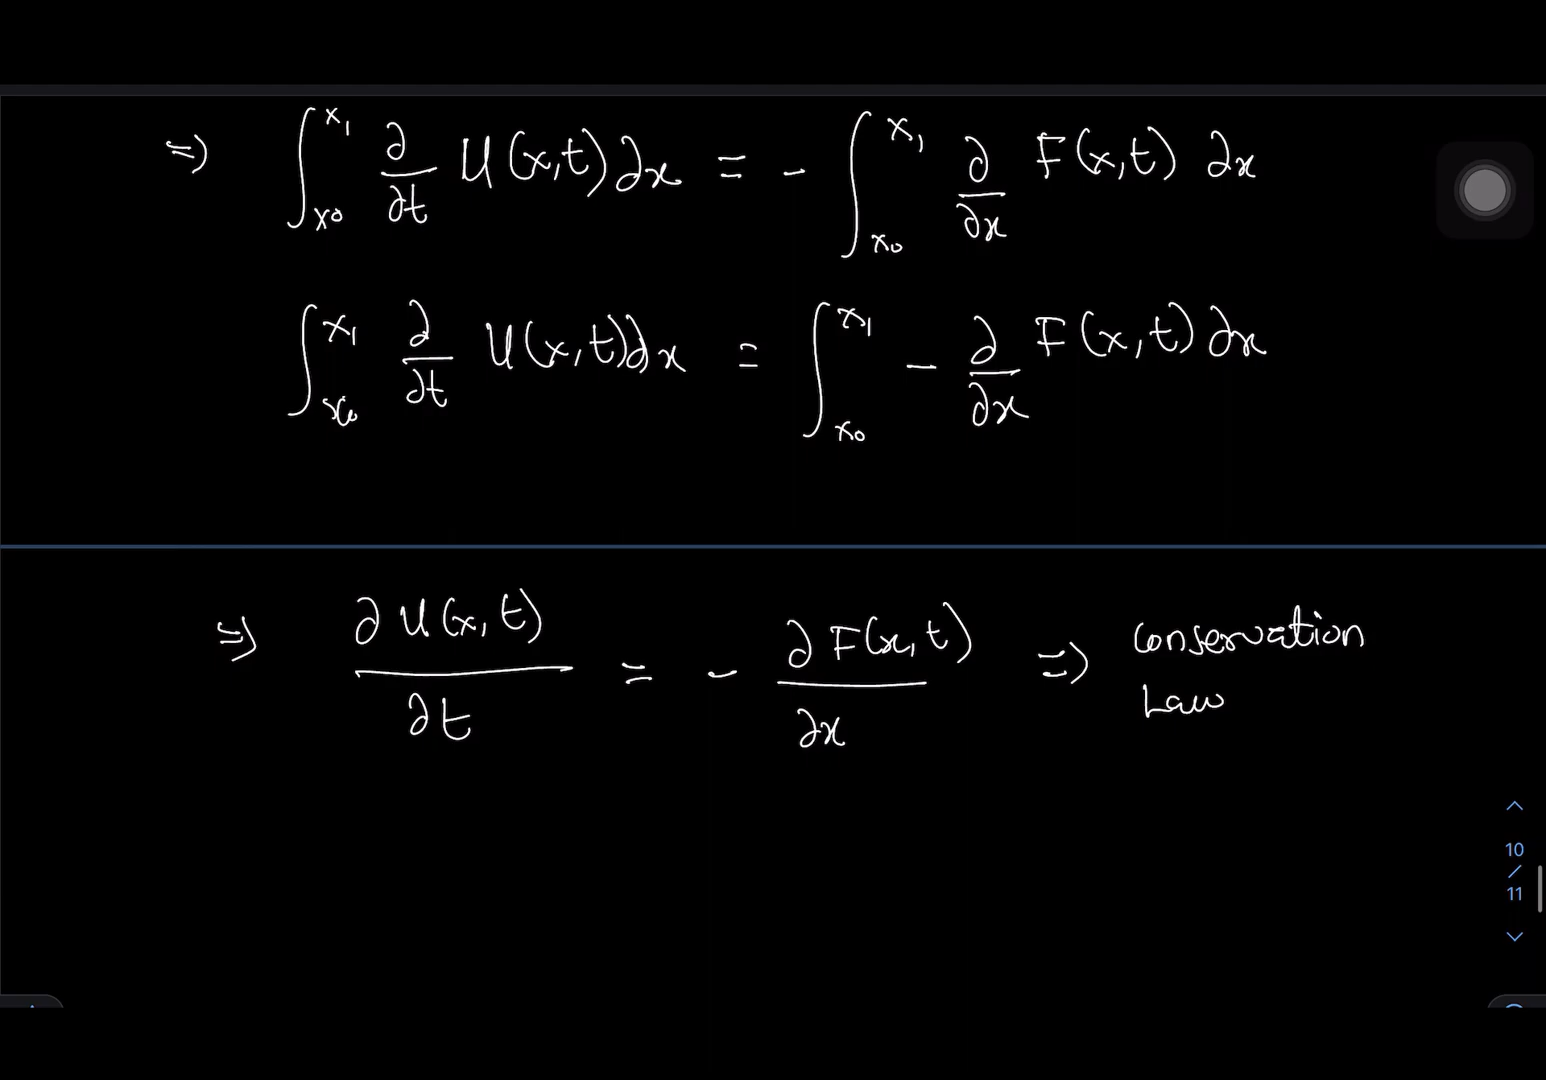 ⇒ ∫_{x0}^{x1} ∂/∂t U(x,t) ∂x = - ∫_{x0}^{x1} ∂/∂x F(x,t) ∂x
∫_{x0}^{x1} ∂/∂t U(x,t) ∂x = ∫_{x0}^{x1} - ∂/∂x F(x,t) ∂x
⇒ ∂U(x,t)/∂t = - ∂F(x,t)/∂x ⇒ conservation
Law
10
/
11